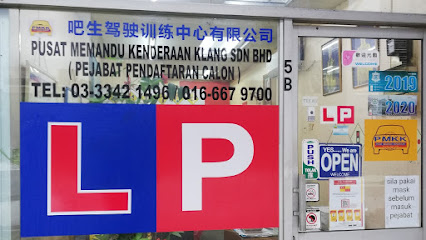 吧生驾驶训练中心有限公司
PUSAT MEMANDU KENDERAAN KLANG SDN BHD
( PEJABAT PENDAFTARAN CALON )
TEL: 03-3342 1496 / 016-667 9700
L P
5B
2019
2020
L P
PMKK
PUSH
YES..... We are
OPEN
WELCOME
sila pakai
mask
sebelum
masuk
pejabat